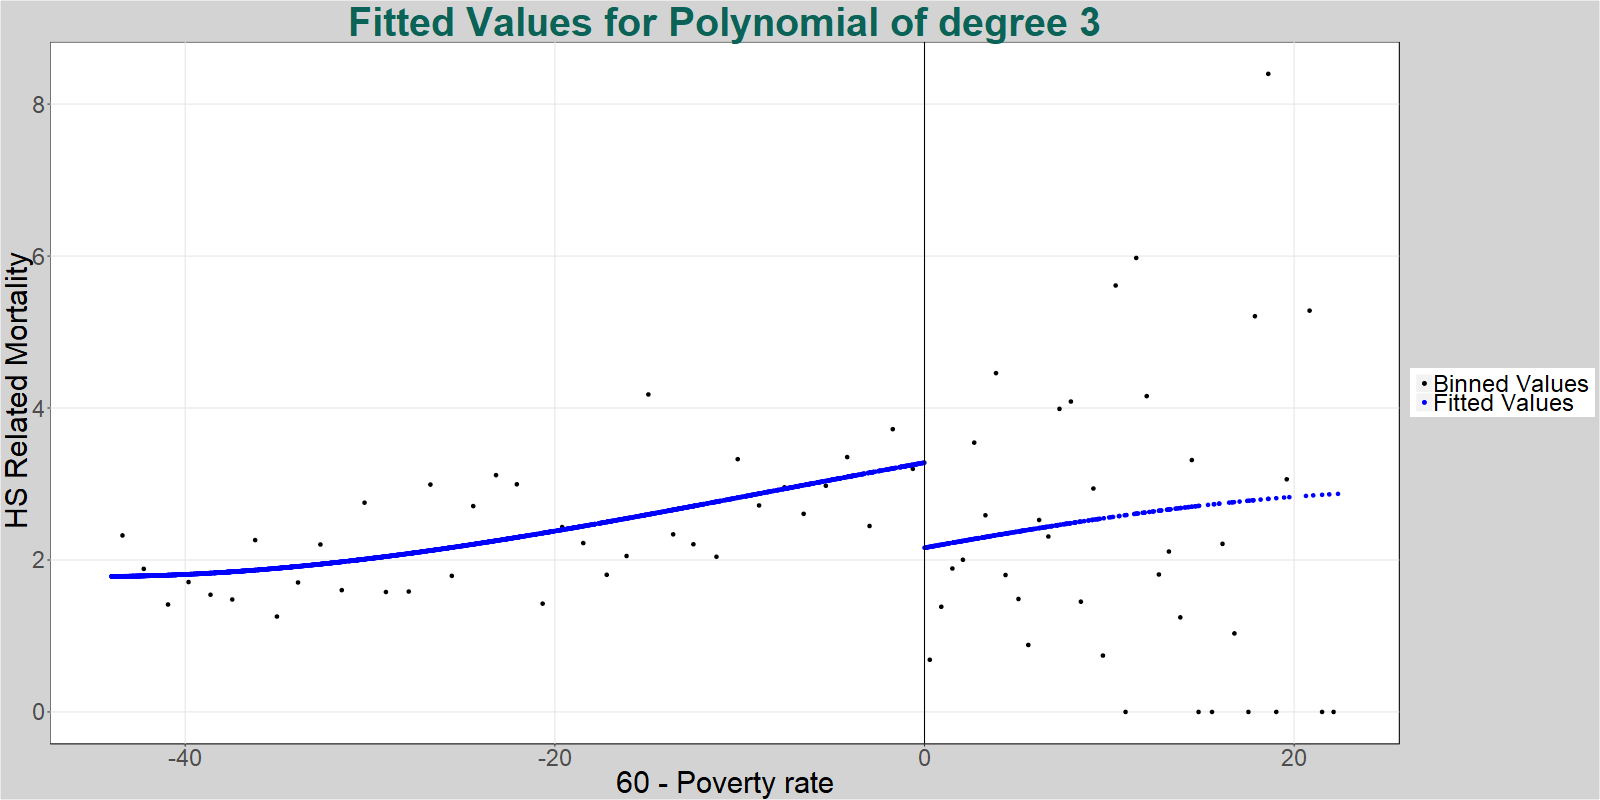 Fitted Values for Polynomial of degree 3
HS Related Mortality
8
6
4
2
0
-40
-20
0
20
60 - Poverty rate
Binned Values
Fitted Values